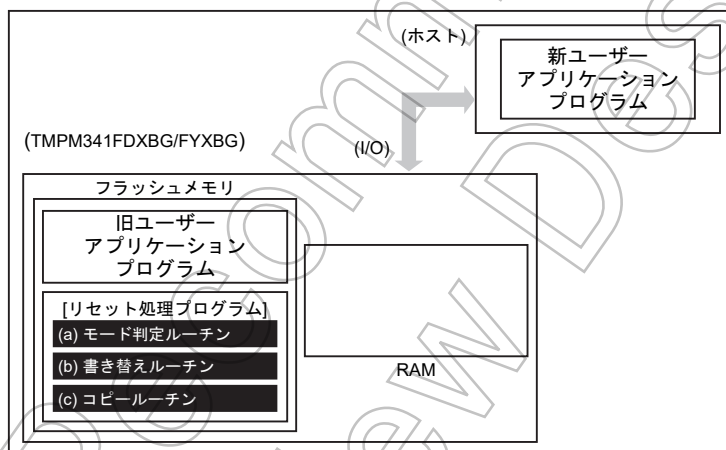 (ホスト)
新ユーザー
アプリケーション
プログラム
(TMPM341FDXBG/FYXBG)
(I/O)
フラッシュメモリ
旧ユーザー
アプリケーション
プログラム
[リセット処理プログラム]
(a) モード判定ルーチン
(b) 書き替えルーチン
(c) コピールーチン
RAM